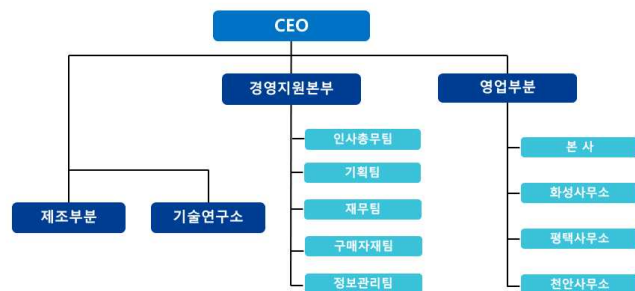 CEO
경영지원본부
영업부분
인사총무팀
본 사
기획팀
화성사무소
제조부분
기술연구소
재무팀
평택사무소
구매자재팀
정보관리팀
천안사무소